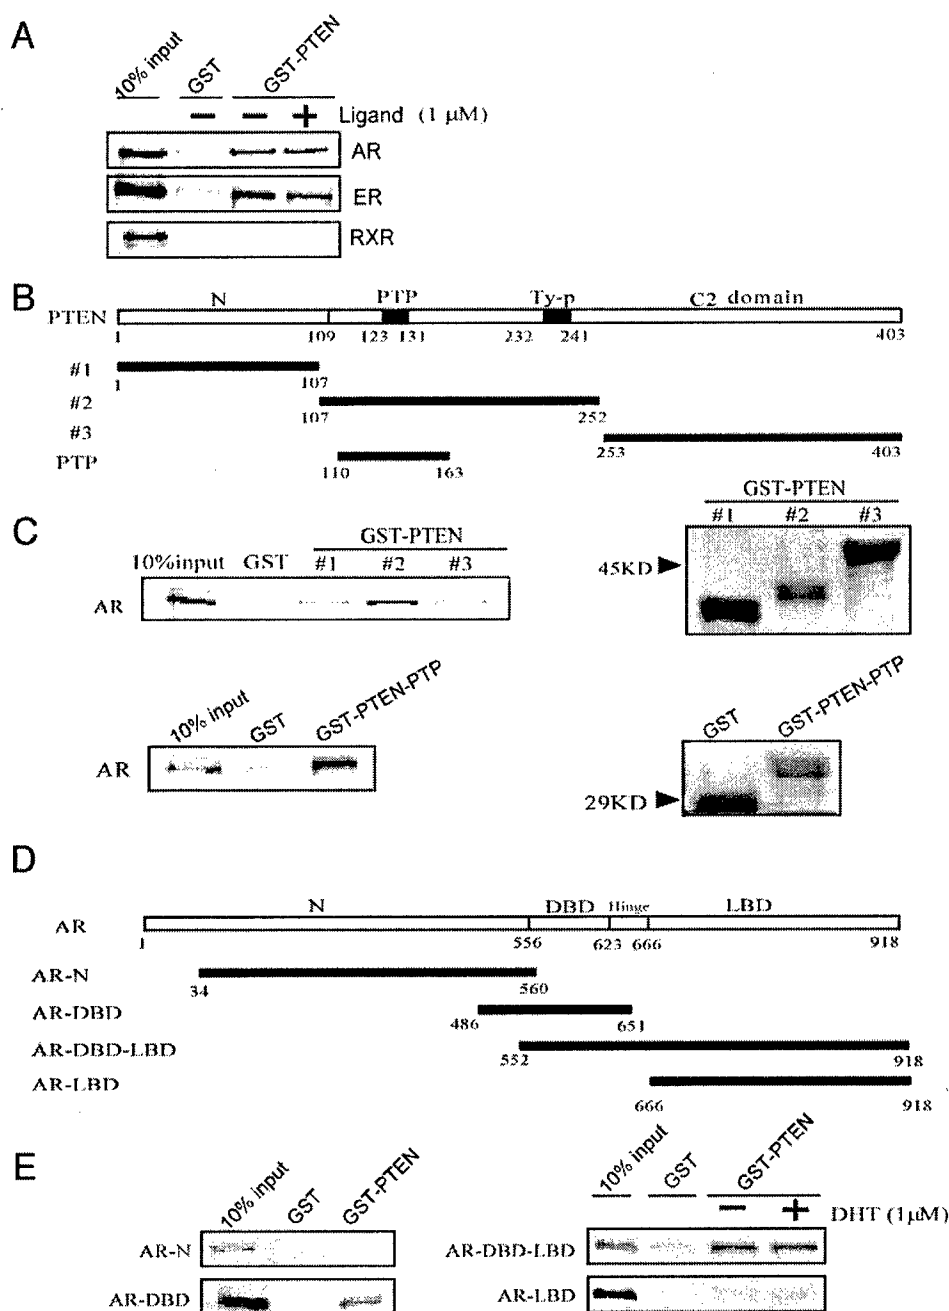 A
10% input
GST
GST-PTEN
− − + Ligand (1 μM)
AR
ER
RXR
B
N PTP Ty-p C2 domain
PTEN
1 109 123 131 232 241 403
#1
1 107
#2
107 252
#3
253 403
PTP
110 163
C
GST-PTEN
10%input GST #1 #2 #3
AR
GST-PTEN
#1 #2 #3
45KD
10% input
GST
GST-PTEN-PTP
AR
GST
GST-PTEN-PTP
29KD
D
N DBD Hinge LBD
AR
1 556 623 666 918
AR-N
34 560
AR-DBD
486 651
AR-DBD-LBD
552 918
AR-LBD
666 918
E
10% input
GST
GST-PTEN
AR-N
AR-DBD
10% input
GST
GST-PTEN
− + DHT (1μM)
AR-DBD-LBD
AR-LBD